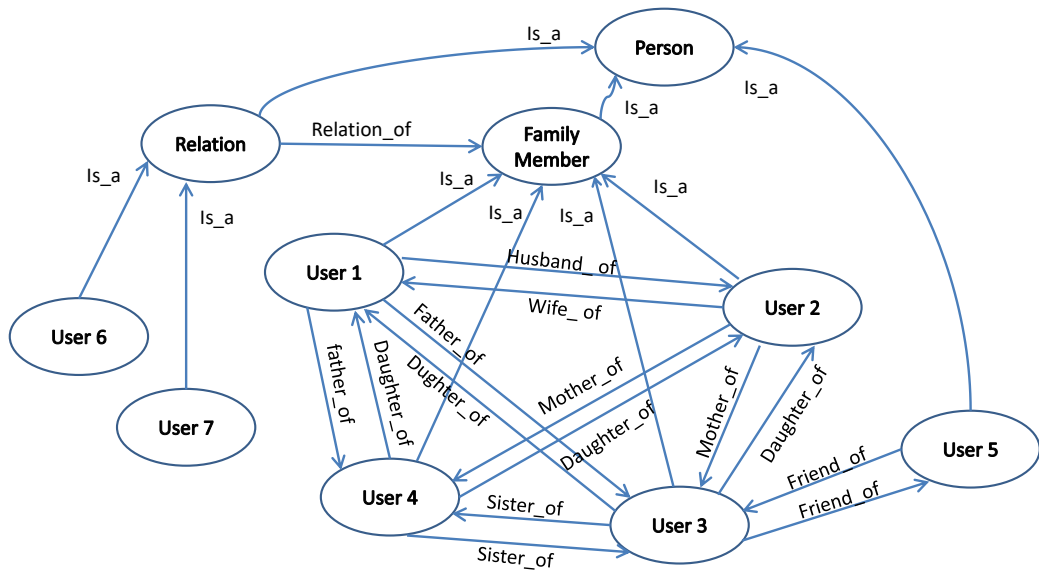 Is_a
Person
Is_a
Is_a
Relation
Relation_of
Family
Member
Is_a
Is_a
Is_a
Is_a
Is_a
Is_a
User 1
Husband_ of
User 2
Wife_ of
User 6
father_of
Daughter_of
Father_of
Dughter_of
Mother_of
Daughter_of
Mother_of
Daughter_of
User 7
User 5
Friend_of
Friend_of
User 4
Sister_of
User 3
Sister_of